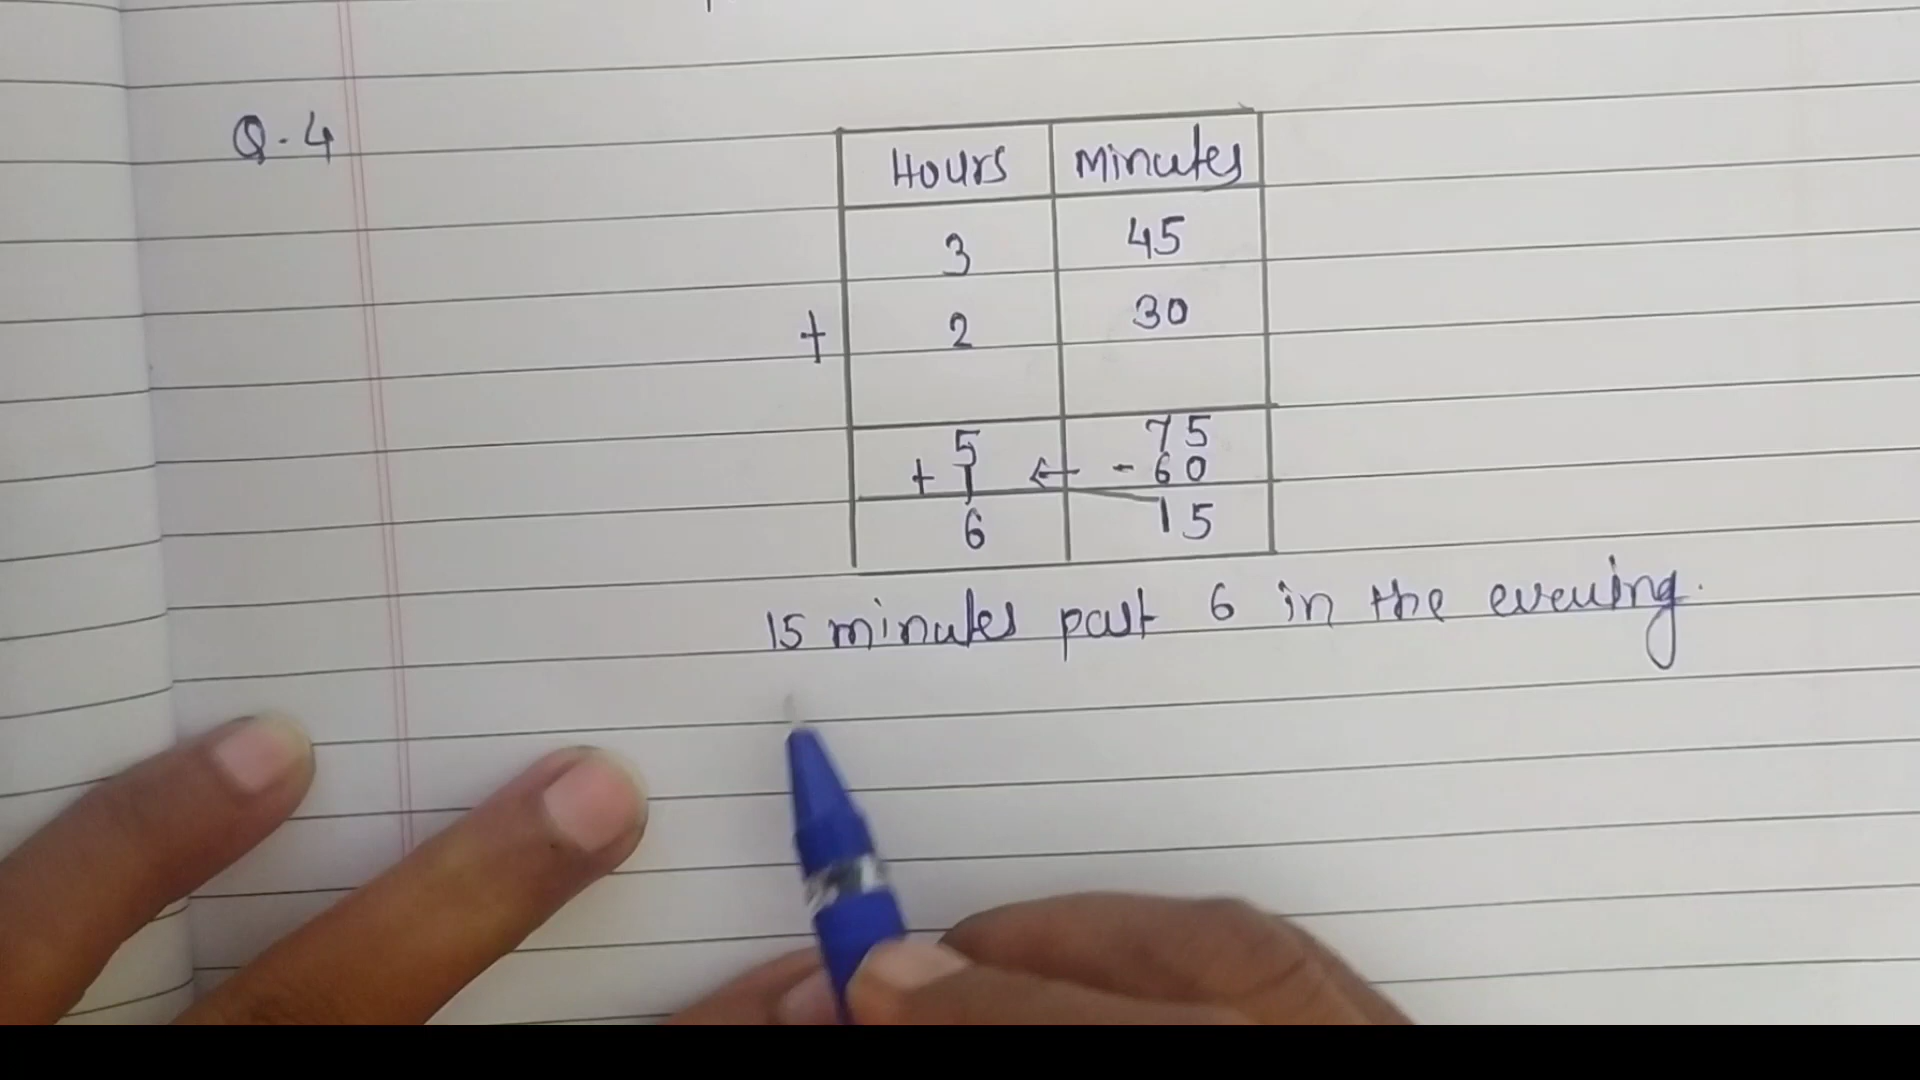 Q.4
Hours Minutes
3 45
+ 2 30
5 75
+ 1 ← - 60
6 15
15 minutes past 6 in the evening.